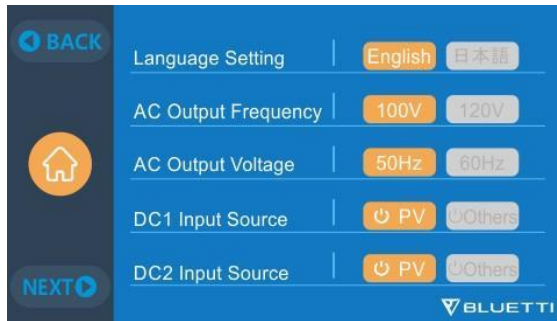 BACK
Language Setting English 日本語
AC Output Frequency 100V 120V
AC Output Voltage 50Hz 60Hz
DC1 Input Source PV Others
DC2 Input Source PV Others
NEXT
BLUETTI